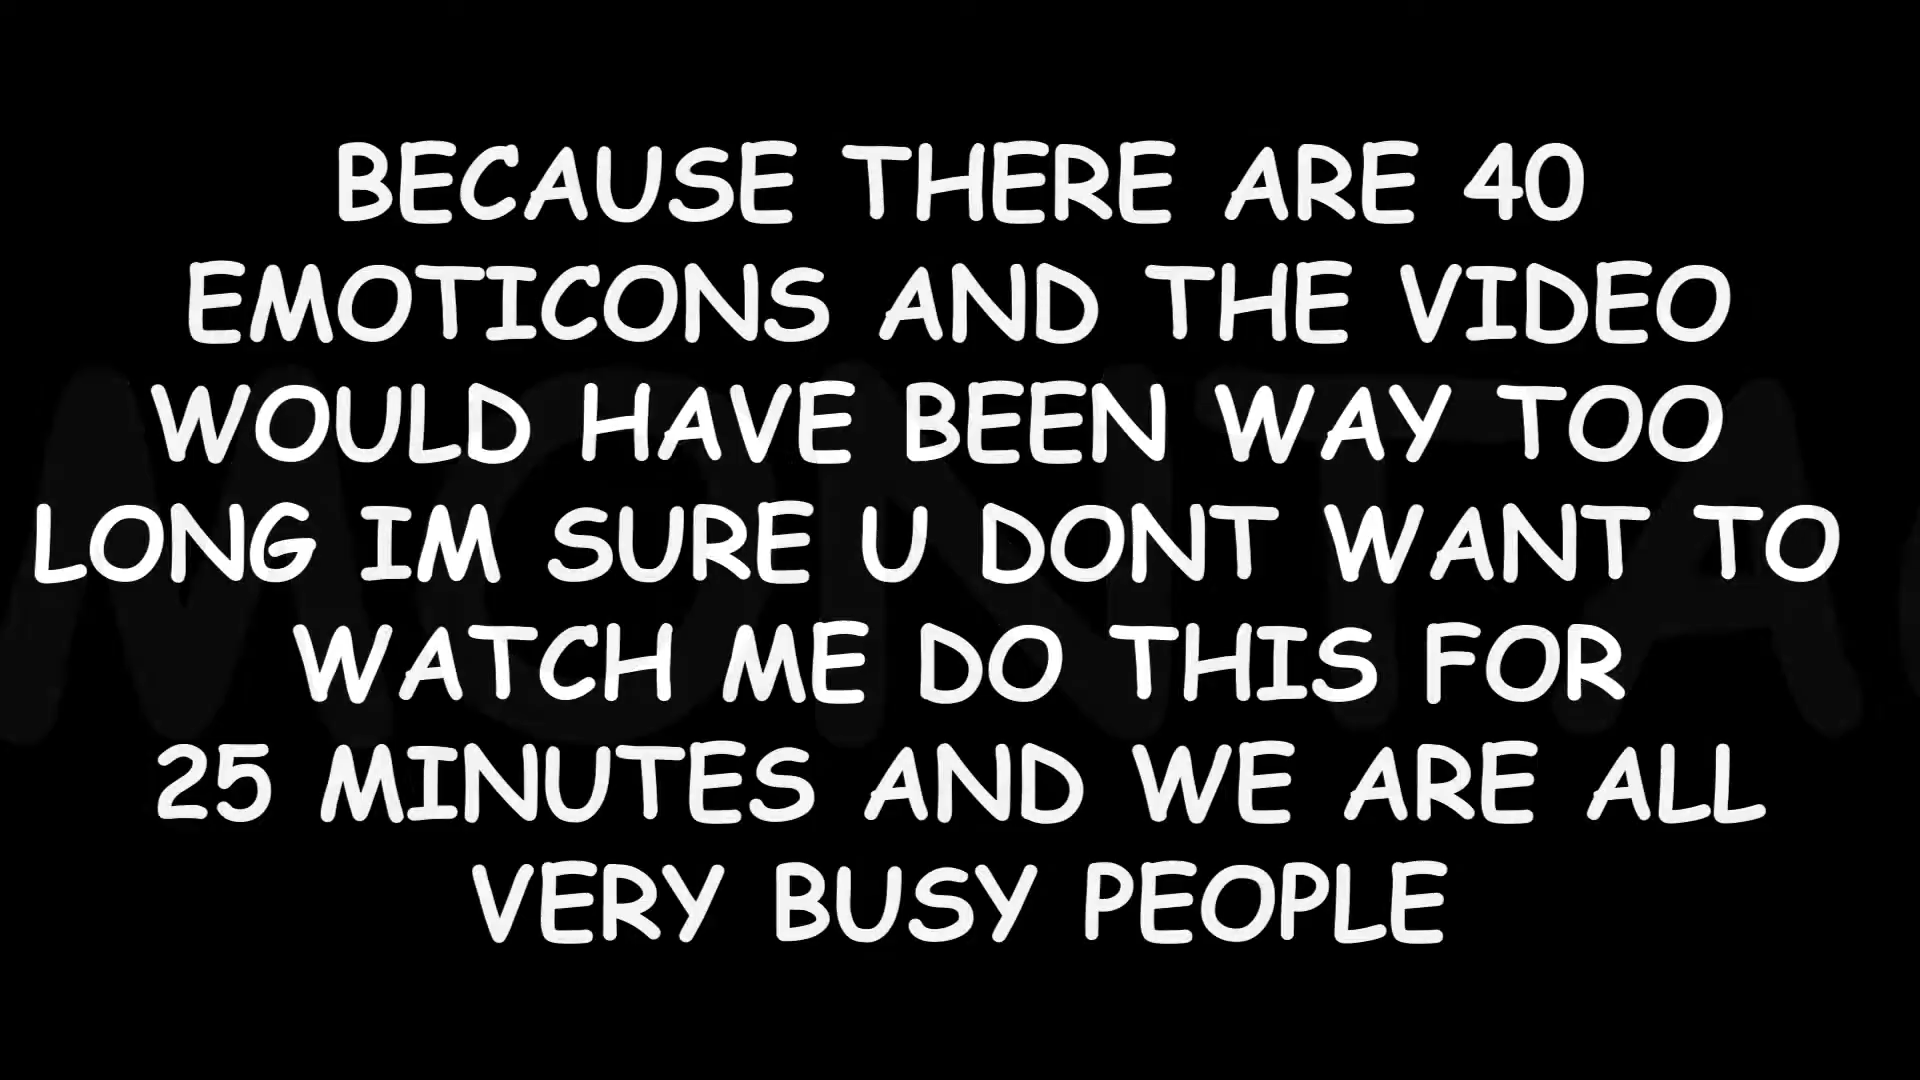 BECAUSE THERE ARE 40
EMOTICONS AND THE VIDEO
WOULD HAVE BEEN WAY TOO
LONG IM SURE U DONT WANT TO
WATCH ME DO THIS FOR
25 MINUTES AND WE ARE ALL
VERY BUSY PEOPLE